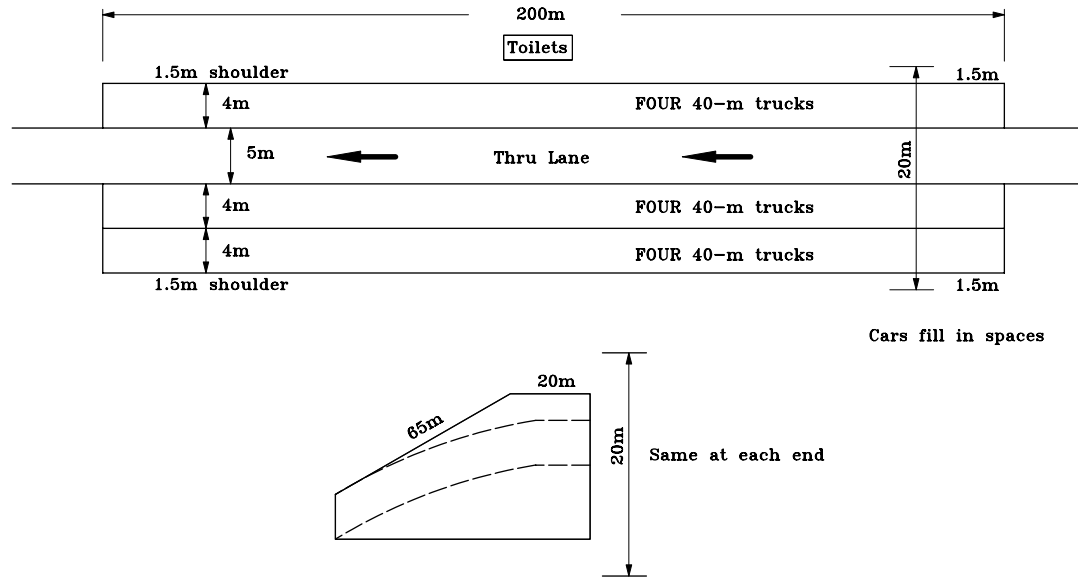 200m
Toilets
1.5m shoulder
1.5m
4m
FOUR 40-m trucks
5m
Thru Lane
20m
4m
FOUR 40-m trucks
4m
FOUR 40-m trucks
1.5m shoulder
1.5m
Cars fill in spaces
20m
65m
20m
Same at each end